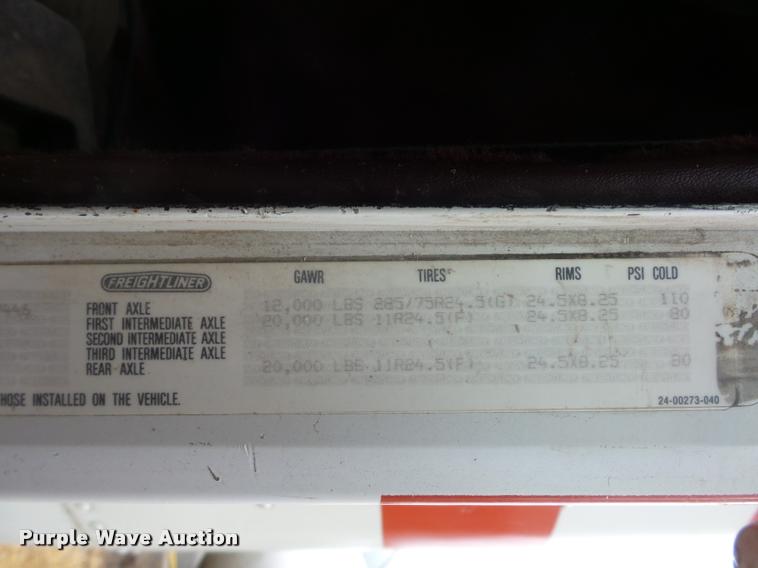 FREIGHTLINER GAWR TIRES RIMS PSI COLD
FRONT AXLE 12,000 LBS 285/75R24.5(G) 24.5X8.25 110
FIRST INTERMEDIATE AXLE 20,000 LBS 11R24.5(F) 24.5X8.25 80
SECOND INTERMEDIATE AXLE
THIRD INTERMEDIATE AXLE
REAR AXLE 20,000 LBS 11R24.5(F) 24.5X8.25 80
HOSE INSTALLED ON THE VEHICLE. 24-00273-040
Purple Wave Auction